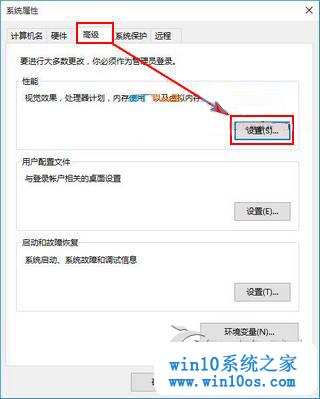 系统属性
计算机名 硬件 高级 系统保护 远程
要进行大多数更改，你必须作为管理员登录。
性能
视觉效果，处理器计划，内存使用，以及虚拟内存
设置(S)...
用户配置文件
与登录帐户相关的桌面设置
设置(E)...
启动和故障恢复
系统启动、系统故障和调试信息
设置(T)...
环境变量(N)...
win10系统之家
www.win10os.com